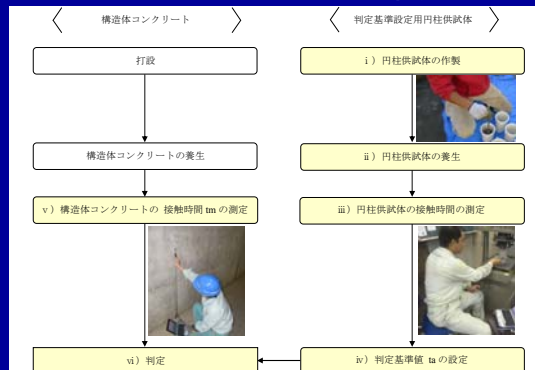 構造体コンクリート
判定基準設定用円柱供試体
打設
ⅰ）円柱供試体の作製
構造体コンクリートの養生
ⅱ）円柱供試体の養生
ⅴ）構造体コンクリートの 接触時間 tm の測定
ⅲ）円柱供試体の接触時間の測定
ⅵ）判定
ⅳ）判定基準値 ta の設定